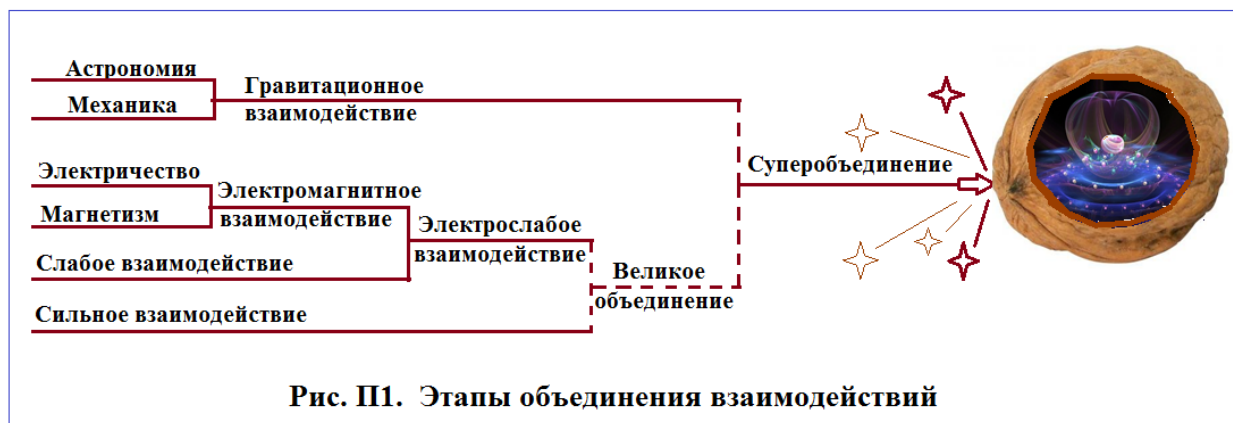 Астрономия
Механика
Гравитационное
взаимодействие
Электричество
Магнетизм
Электромагнитное
взаимодействие
Слабое взаимодействие
Электрослабое
взаимодействие
Сильное взаимодействие
Великое
объединение
Суперобъединение
Рис. П1. Этапы объединения взаимодействий